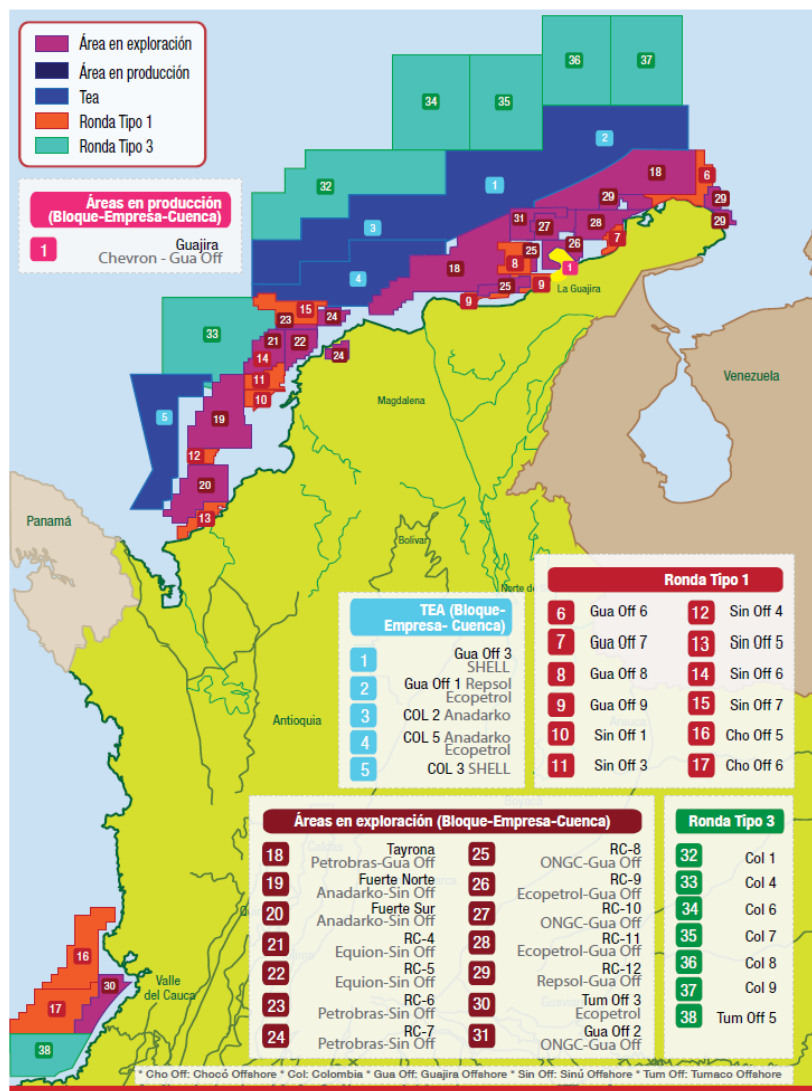 Área en exploración
Área en producción
Tea
Ronda Tipo 1
Ronda Tipo 3
Áreas en producción
(Bloque-Empresa-Cuenca)
1 Guajira
Chevron - Gua Off
36 37
34 35
2
32 18 6
1 29 29
31 27 28 29
3 26 7
8 25
18 1
4 25 9
9 La Guajira
15
23 24
33 21 22
14 24
11
10
Magdalena
Venezuela
5 19
12
20
13
Panamá
Bolívar
Norte de
Antioquia
Arauca
Boyacá
TEA (Bloque-
Empresa- Cuenca)
1 Gua Off 3
SHELL
2 Gua Off 1 Repsol
Ecopetrol
3 COL 2 Anadarko
4 COL 5 Anadarko
Ecopetrol
5 COL 3 SHELL
Ronda Tipo 1
6 Gua Off 6
7 Gua Off 7
8 Gua Off 8
9 Gua Off 9
10 Sin Off 1
11 Sin Off 3
12 Sin Off 4
13 Sin Off 5
14 Sin Off 6
15 Sin Off 7
16 Cho Off 5
17 Cho Off 6
Áreas en exploración (Bloque-Empresa-Cuenca)
18 Tayrona
Petrobras-Gua Off
19 Fuerte Norte
Anadarko-Sin Off
20 Fuerte Sur
Anadarko-Sin Off
21 RC-4
Equion-Sin Off
22 RC-5
Equion-Sin Off
23 RC-6
Petrobras-Sin Off
24 RC-7
Petrobras-Sin Off
25 RC-8
ONGC-Gua Off
26 RC-9
Ecopetrol-Gua Off
27 RC-10
ONGC-Gua Off
28 RC-11
Ecopetrol-Gua Off
29 RC-12
Repsol-Gua Off
30 Tum Off 3
Ecopetrol
31 Gua Off 2
ONGC-Gua Off
Ronda Tipo 3
32 Col 1
33 Col 4
34 Col 6
35 Col 7
36 Col 8
37 Col 9
38 Tum Off 5
16
30
17
38
Valle
del Cauca
* Cho Off: Chocó Offshore * Col: Colombia * Gua Off: Guajira Offshore * Sin Off: Sinú Offshore * Tum Off: Tumaco Offshore